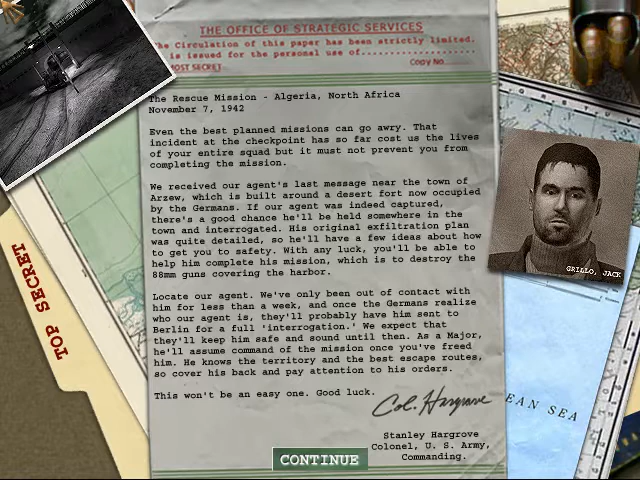 THE OFFICE OF STRATEGIC SERVICES
The Circulation of this paper has been strictly limited.
is issued for the personal use of
MOST SECRET
Copy No
The Rescue Mission - Algeria, North Africa
November 7, 1942
Even the best planned missions can go awry. That
incident at the checkpoint has so far cost us the lives
of your entire squad but it must not prevent you from
completing the mission.
We received our agent's last message near the town of
Arzew, which is built around a desert fort now occupied
by the Germans. If our agent was indeed captured,
there's a good chance he'll be held somewhere in the
town and interrogated. His original exfiltration plan
was quite detailed, so he'll have a few ideas about how
to get you to safety. With any luck, you'll be able to
help him complete his mission, which is to destroy the
88mm guns covering the harbor.
Locate our agent. We've only been out of contact with
him for less than a week, and once the Germans realize
who our agent is, they'll probably have him sent to
Berlin for a full 'interrogation.' We expect that
they'll keep him safe and sound until then. As a Major,
he'll assume command of the mission once you've freed
him. He knows the territory and the best escape routes,
so cover his back and pay attention to his orders.
This won't be an easy one. Good luck.
Col. Hargrove
Stanley Hargrove
Colonel, U. S. Army,
Commanding.
CONTINUE
GRILLO, JACK
TOP SECRET
EAN SEA